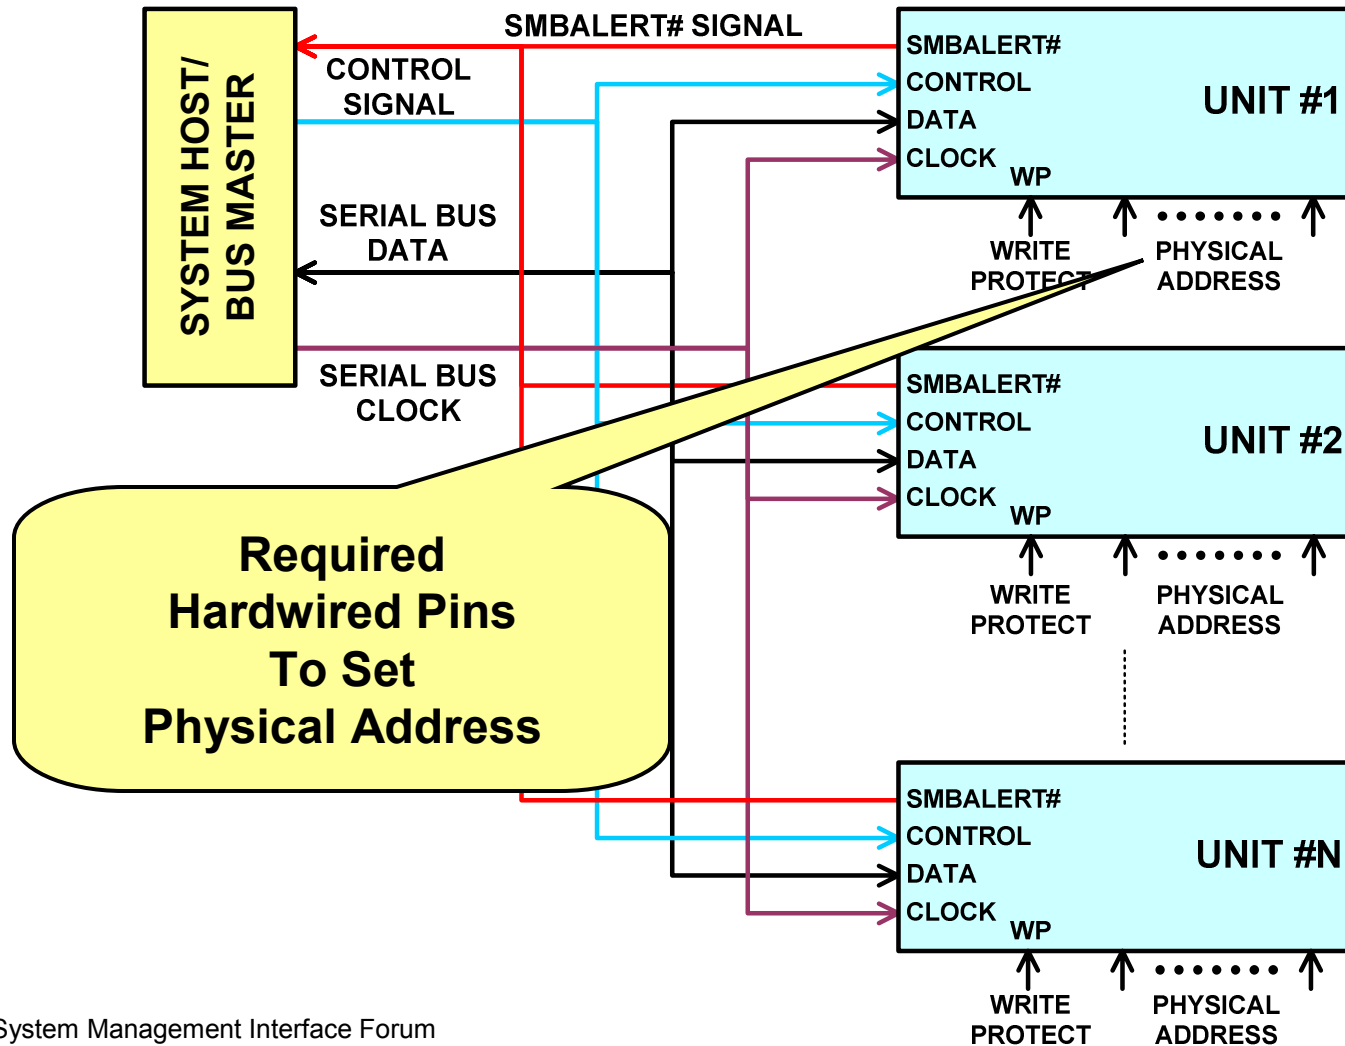 SYSTEM HOST/
BUS MASTER
SMBALERT# SIGNAL
CONTROL
SIGNAL
SERIAL BUS
DATA
SERIAL BUS
CLOCK
SMBALERT#
CONTROL
DATA
CLOCK
WP
UNIT #1
WRITE
PROTECT
PHYSICAL
ADDRESS
SMBALERT#
CONTROL
DATA
CLOCK
WP
UNIT #2
WRITE
PROTECT
PHYSICAL
ADDRESS
Required
Hardwired Pins
To Set
Physical Address
SMBALERT#
CONTROL
DATA
CLOCK
WP
UNIT #N
WRITE
PROTECT
PHYSICAL
ADDRESS
System Management Interface Forum